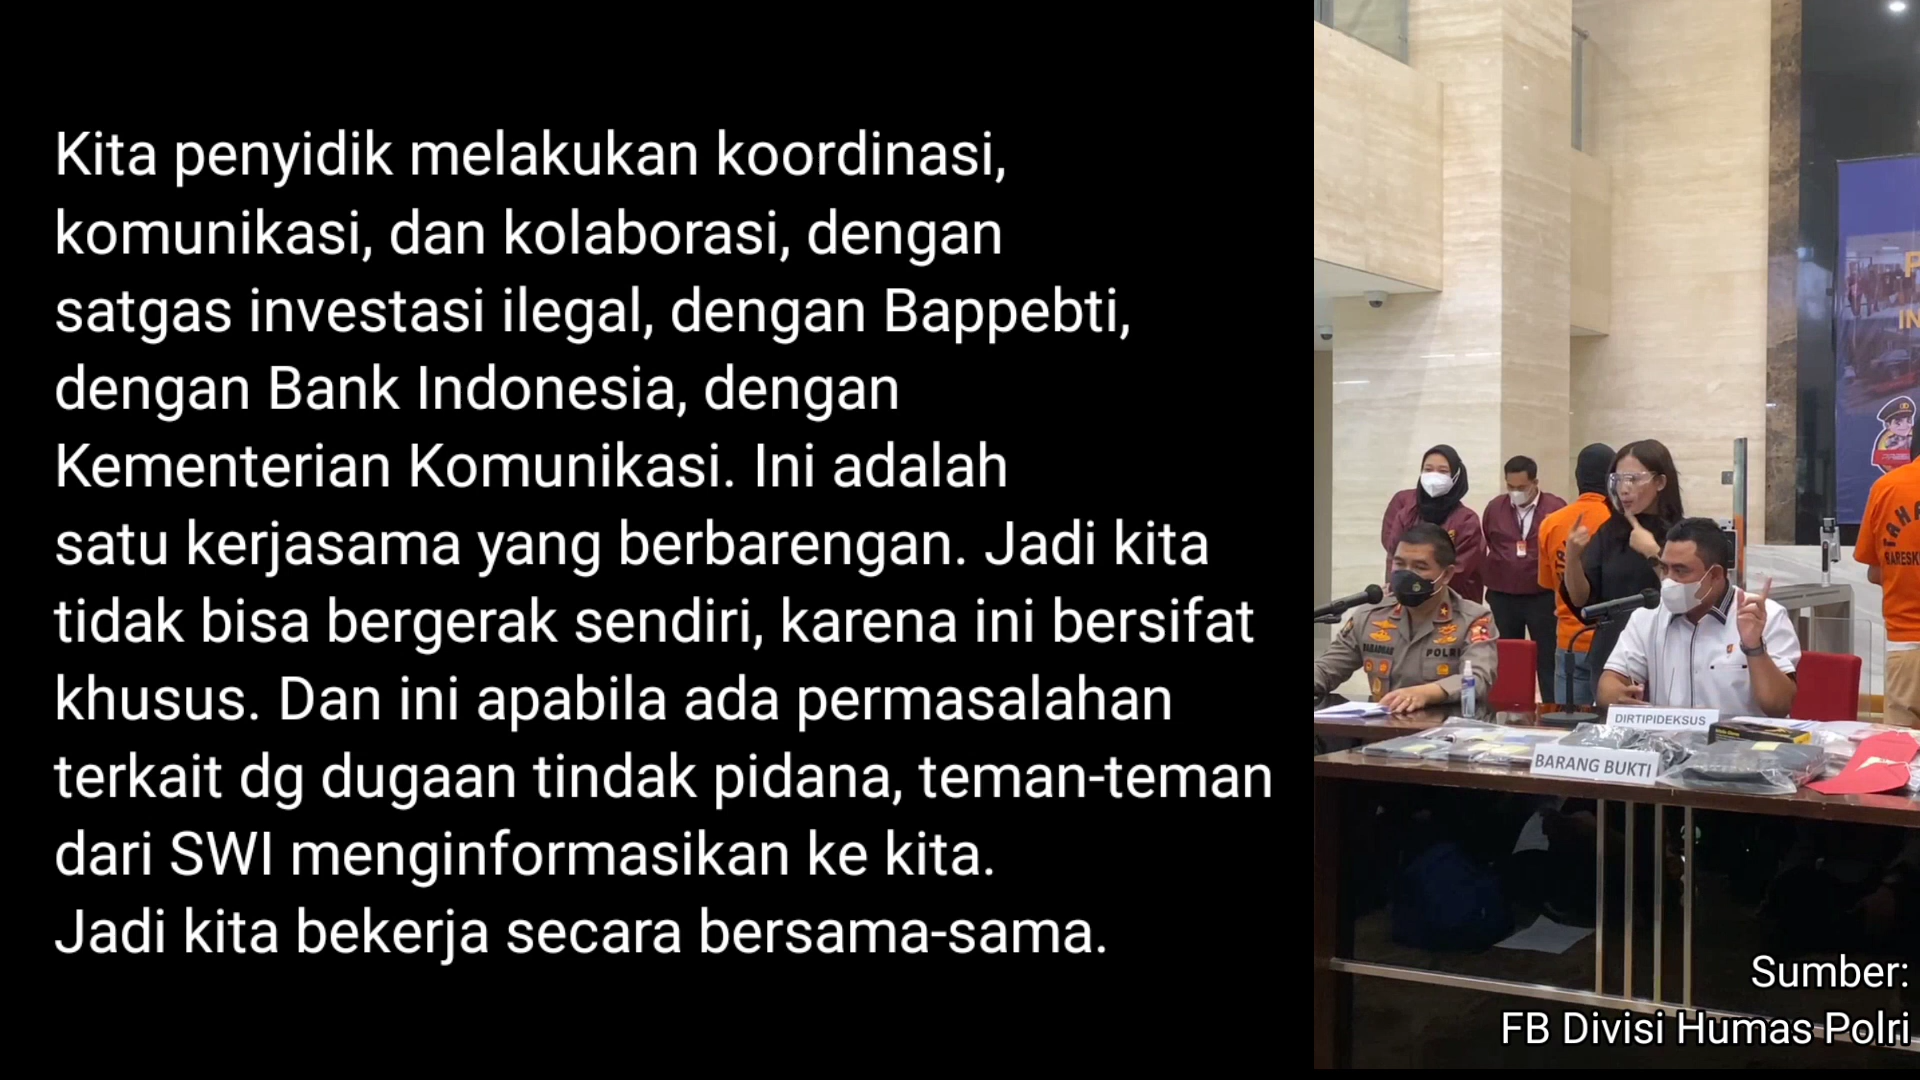 Kita penyidik melakukan koordinasi,
komunikasi, dan kolaborasi, dengan
satgas investasi ilegal, dengan Bappebti,
dengan Bank Indonesia, dengan
Kementerian Komunikasi. Ini adalah
satu kerjasama yang berbarengan. Jadi kita
tidak bisa bergerak sendiri, karena ini bersifat
khusus. Dan ini apabila ada permasalahan
terkait dg dugaan tindak pidana, teman-teman
dari SWI menginformasikan ke kita.
Jadi kita bekerja secara bersama-sama.
POLRI
DIRTIPIDEKSUS
BARANG BUKTI
Sumber:
FB Divisi Humas Polri